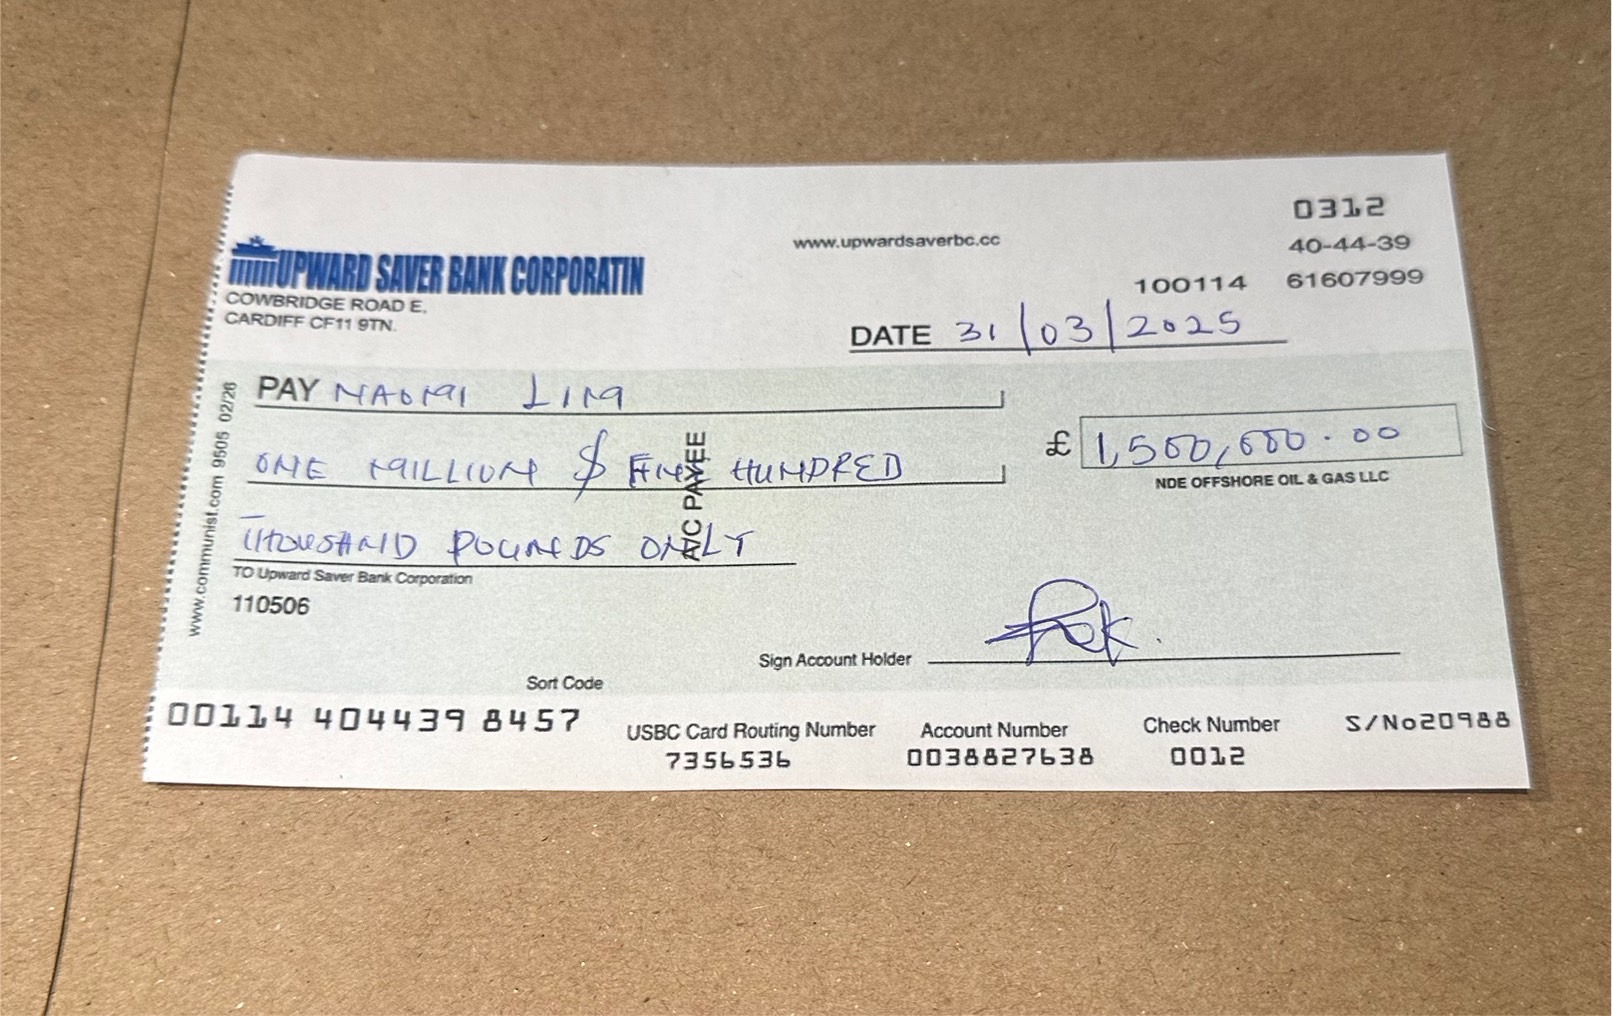 0312
www.upwardsaverbc.cc
40-44-39
UPWARD SAVER BANK CORPORATIN
100114 61607999
COWBRIDGE ROAD E,
CARDIFF CF11 9TN.
DATE 31/03/2025
PAY NAOMI LIM
£ 1,500,000.00
ONE MILLION $ FIVE HUNDRED
NDE OFFSHORE OIL & GAS LLC
THOUSAND POUNDS ONLY
A/C PAYEE
TO Upward Saver Bank Corporation
110506
www.communist.com 9505 02/26
Sign Account Holder
Sort Code
00114 404439 8457
USBC Card Routing Number
7356536
Account Number
0038827638
Check Number
0012
S/No20988